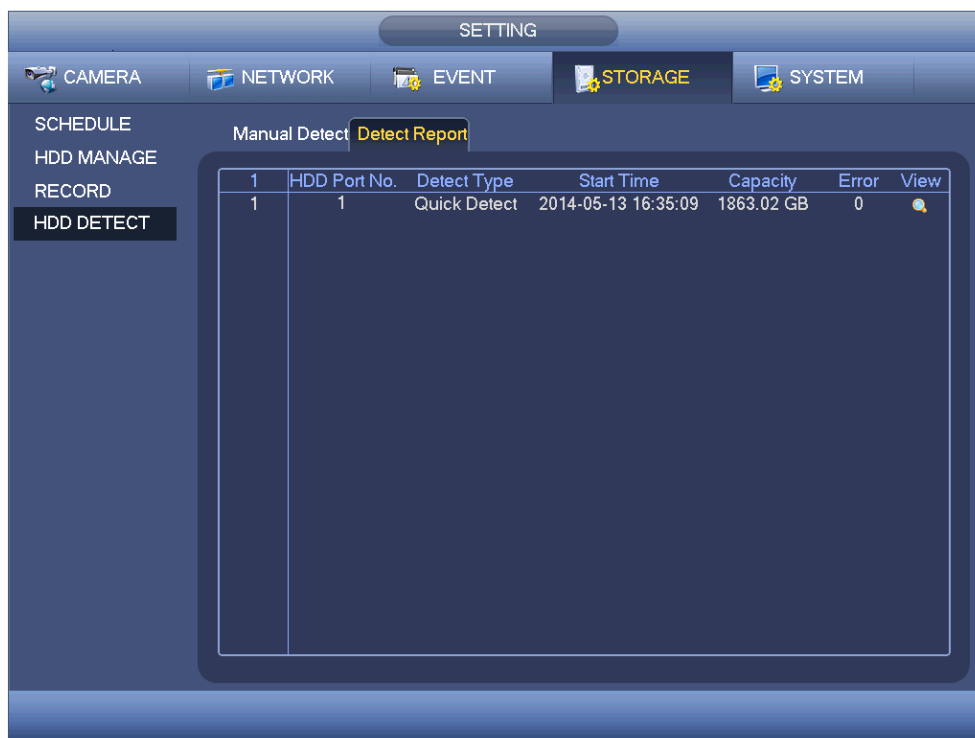 SETTING
CAMERA NETWORK EVENT STORAGE SYSTEM
SCHEDULE
HDD MANAGE
RECORD
HDD DETECT
Manual Detect Detect Report
1 HDD Port No. Detect Type Start Time Capacity Error View
1 1 Quick Detect 2014-05-13 16:35:09 1863.02 GB 0